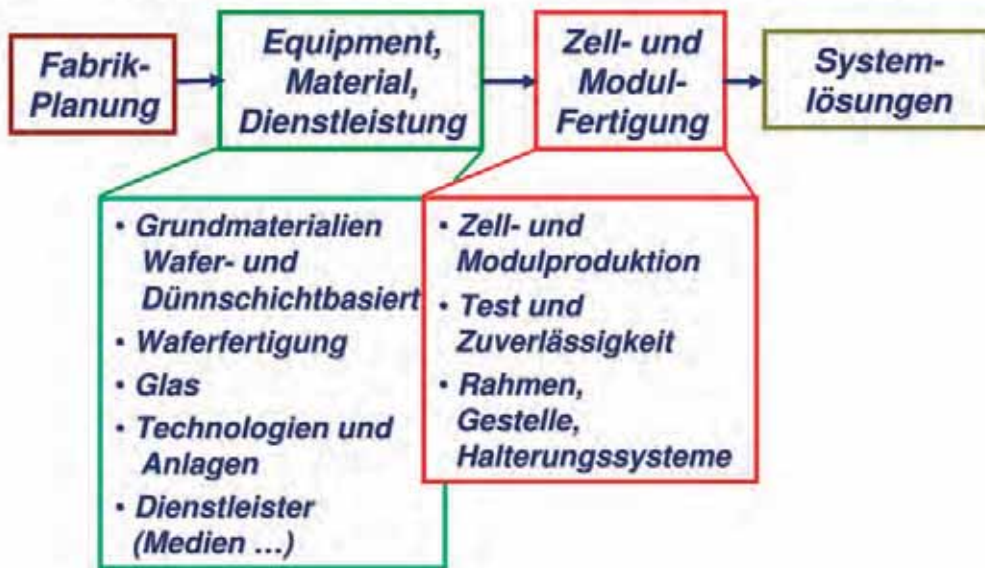 Fabrik-
Planung
Equipment,
Material,
Dienstleistung
Zell- und
Modul-
Fertigung
System-
lösungen
• Grundmaterialien
Wafer- und
Dünnschichtbasiert
• Waferfertigung
• Glas
• Technologien und
Anlagen
• Dienstleister
(Medien ...)
• Zell- und
Modulproduktion
• Test und
Zuverlässigkeit
• Rahmen,
Gestelle,
Halterungssysteme